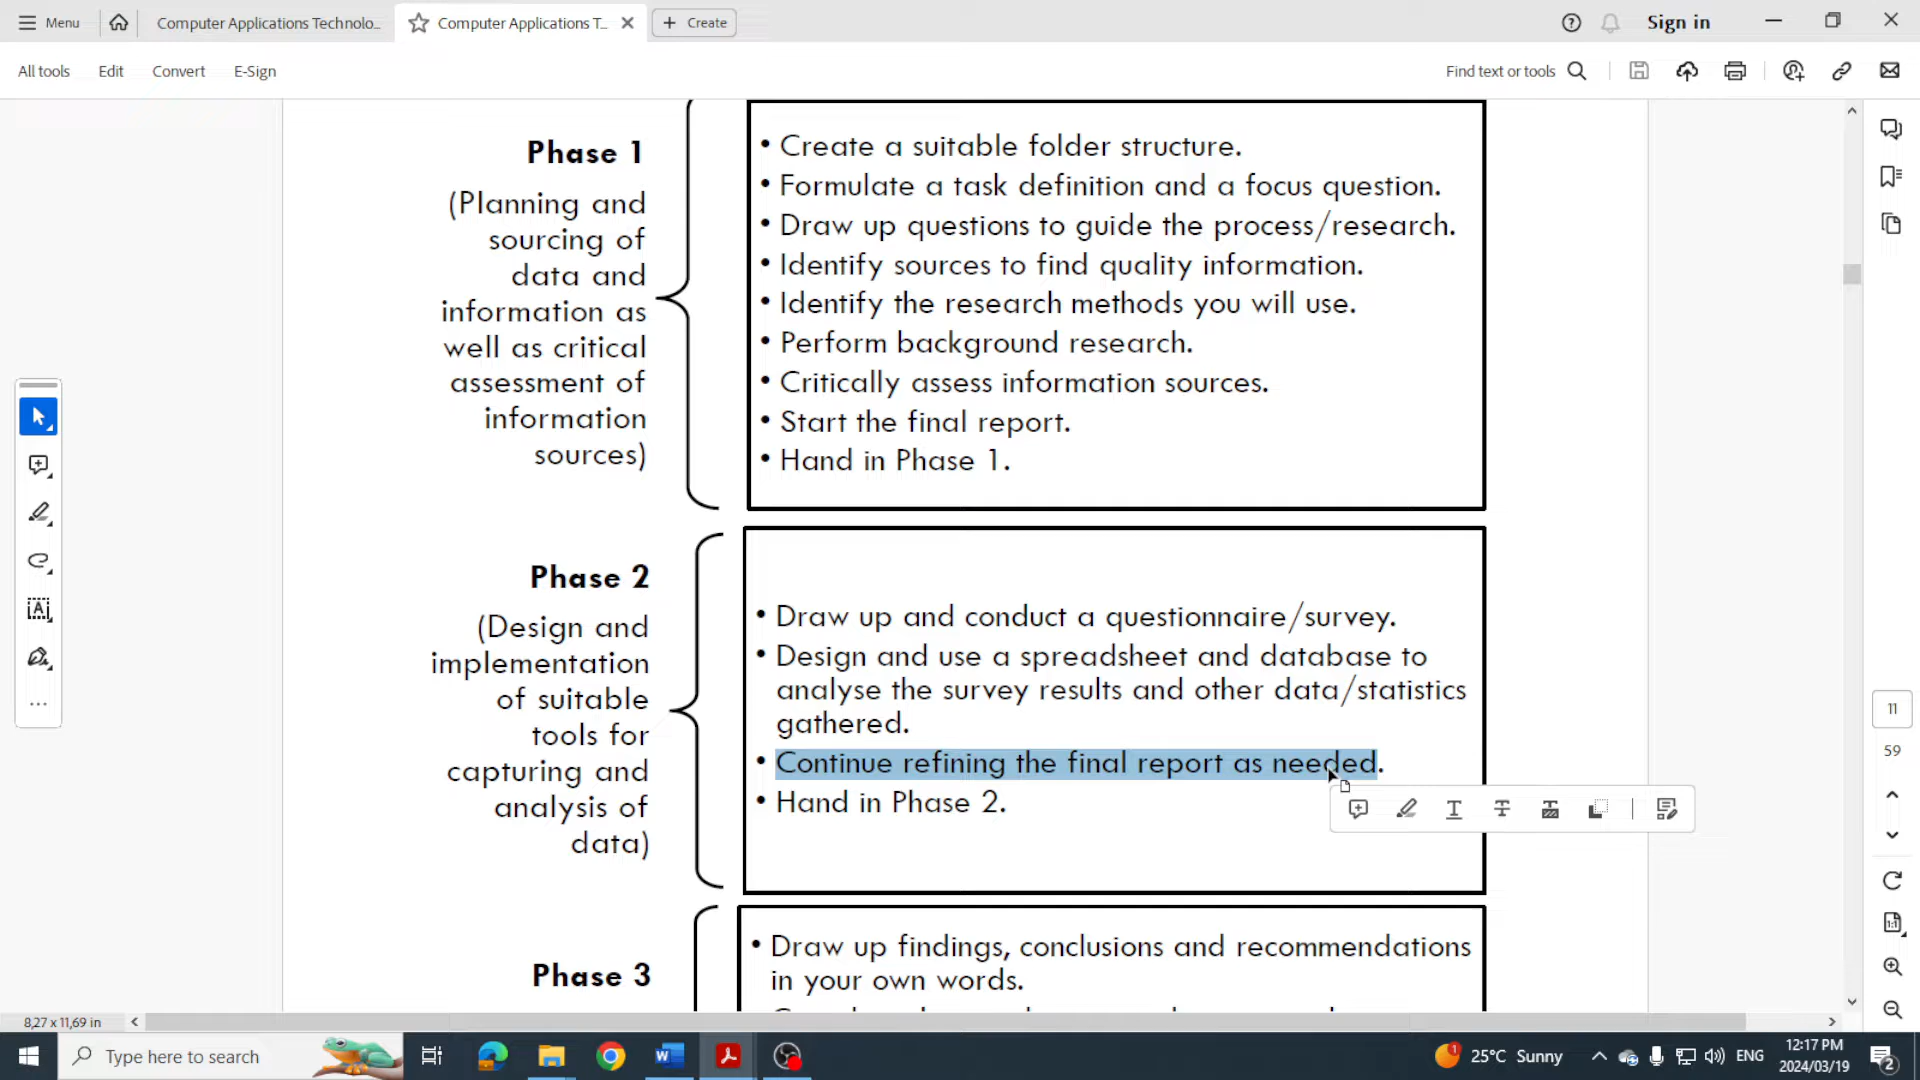 Menu
Computer Applications Technolo...
Computer Applications T...
Create
Sign in
All tools
Edit
Convert
E-Sign
Find text or tools
Phase 1
(Planning and
sourcing of
data and
information as
well as critical
assessment of
information
sources)
• Create a suitable folder structure.
• Formulate a task definition and a focus question.
• Draw up questions to guide the process/research.
• Identify sources to find quality information.
• Identify the research methods you will use.
• Perform background research.
• Critically assess information sources.
• Start the final report.
• Hand in Phase 1.
Phase 2
(Design and
implementation
of suitable
tools for
capturing and
analysis of
data)
• Draw up and conduct a questionnaire/survey.
• Design and use a spreadsheet and database to
analyse the survey results and other data/statistics
gathered.
• Continue refining the final report as needed.
• Hand in Phase 2.
Phase 3
• Draw up findings, conclusions and recommendations
in your own words.
11
59
8,27 x 11,69 in
Type here to search
1
25°C Sunny
ENG
12:17 PM
2024/03/19
2